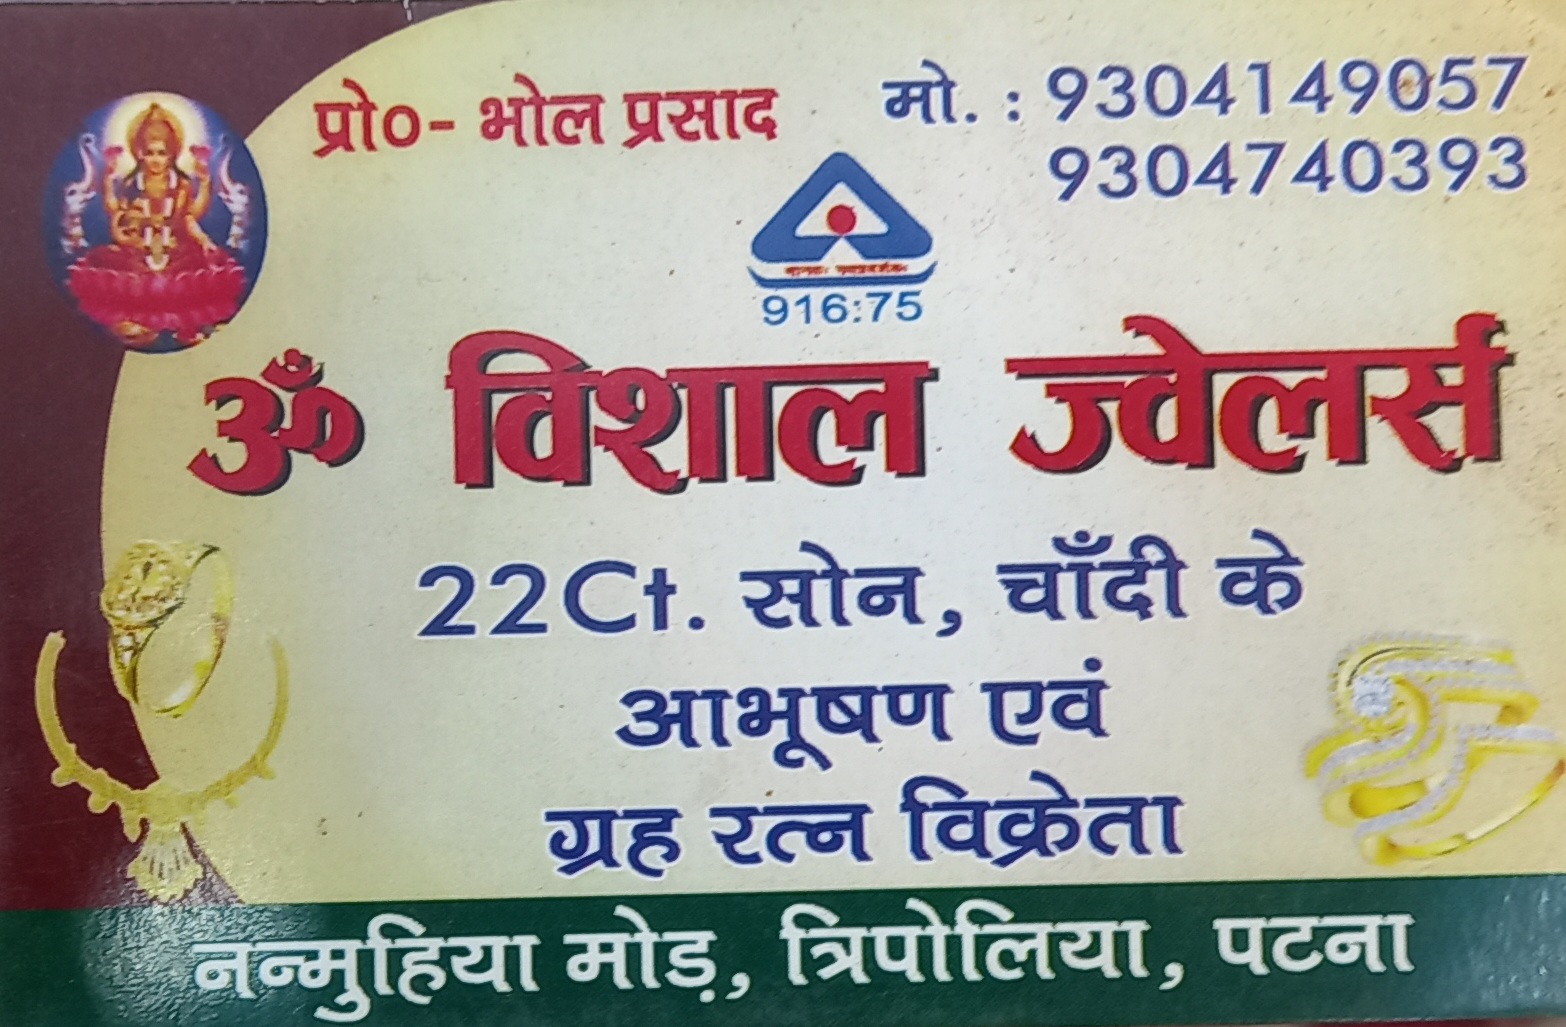 प्रो०- भोल प्रसाद
मो. : 9304149057
9304740393
916:75
ॐ विशाल ज्वेलर्स
22Ct. सोन, चाँदी के
आभूषण एवं
ग्रह रत्न विक्रेता
नन्मुहिया मोड़, त्रिपोलिया, पटना